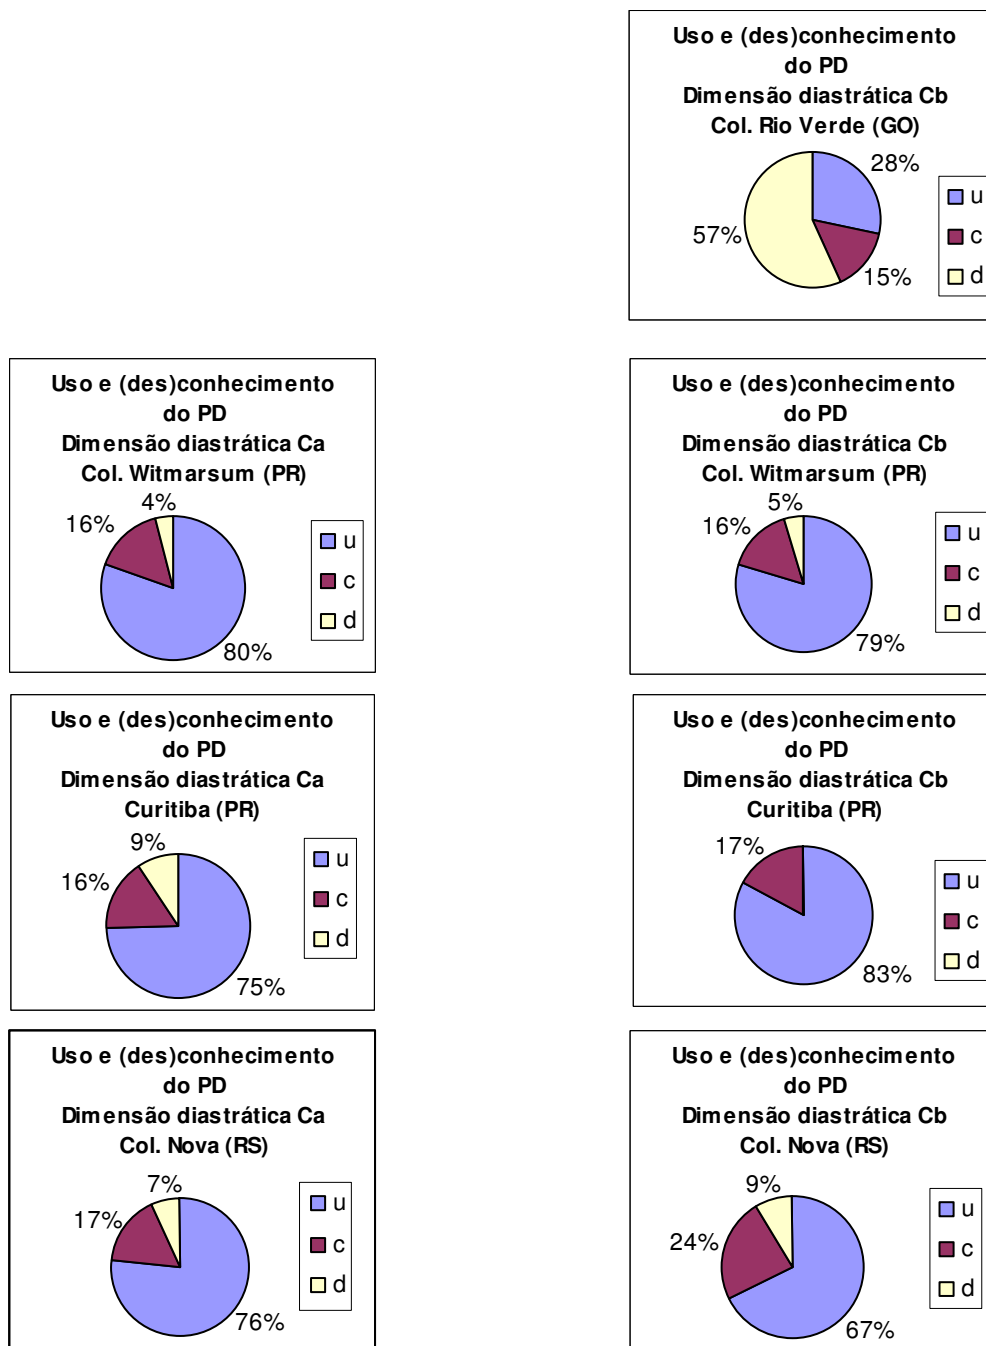 Uso e (des)conhecimento
do PD
Dimensão diastrática Cb
Col. Rio Verde (GO)
28%
57%
15%
u
c
d
Uso e (des)conhecimento
do PD
Dimensão diastrática Ca
Col. Witmarsum (PR)
4%
16%
80%
u
c
d
Uso e (des)conhecimento
do PD
Dimensão diastrática Cb
Col. Witmarsum (PR)
5%
16%
79%
u
c
d
Uso e (des)conhecimento
do PD
Dimensão diastrática Ca
Curitiba (PR)
9%
16%
75%
u
c
d
Uso e (des)conhecimento
do PD
Dimensão diastrática Cb
Curitiba (PR)
17%
83%
u
c
d
Uso e (des)conhecimento
do PD
Dimensão diastrática Ca
Col. Nova (RS)
7%
17%
76%
u
c
d
Uso e (des)conhecimento
do PD
Dimensão diastrática Cb
Col. Nova (RS)
9%
24%
67%
u
c
d